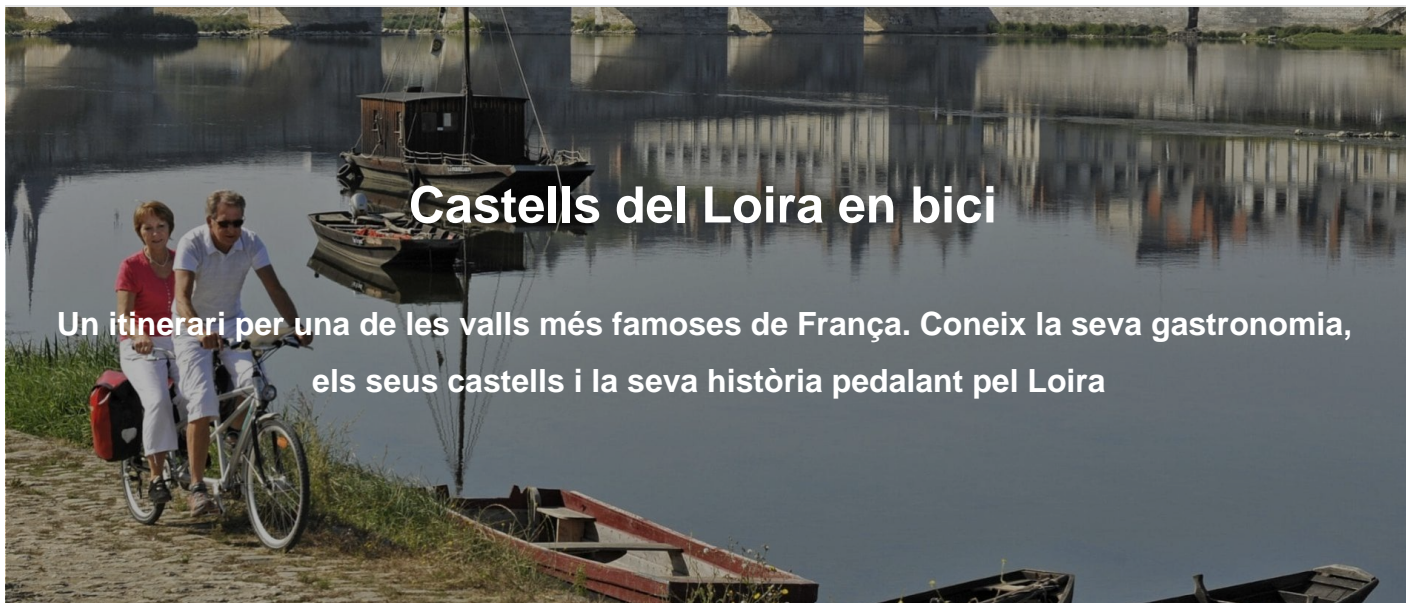 Castells del Loira en bici
Un itinerari per una de les valls més famoses de França. Coneix la seva gastronomia,
els seus castells i la seva història pedalant pel Loira